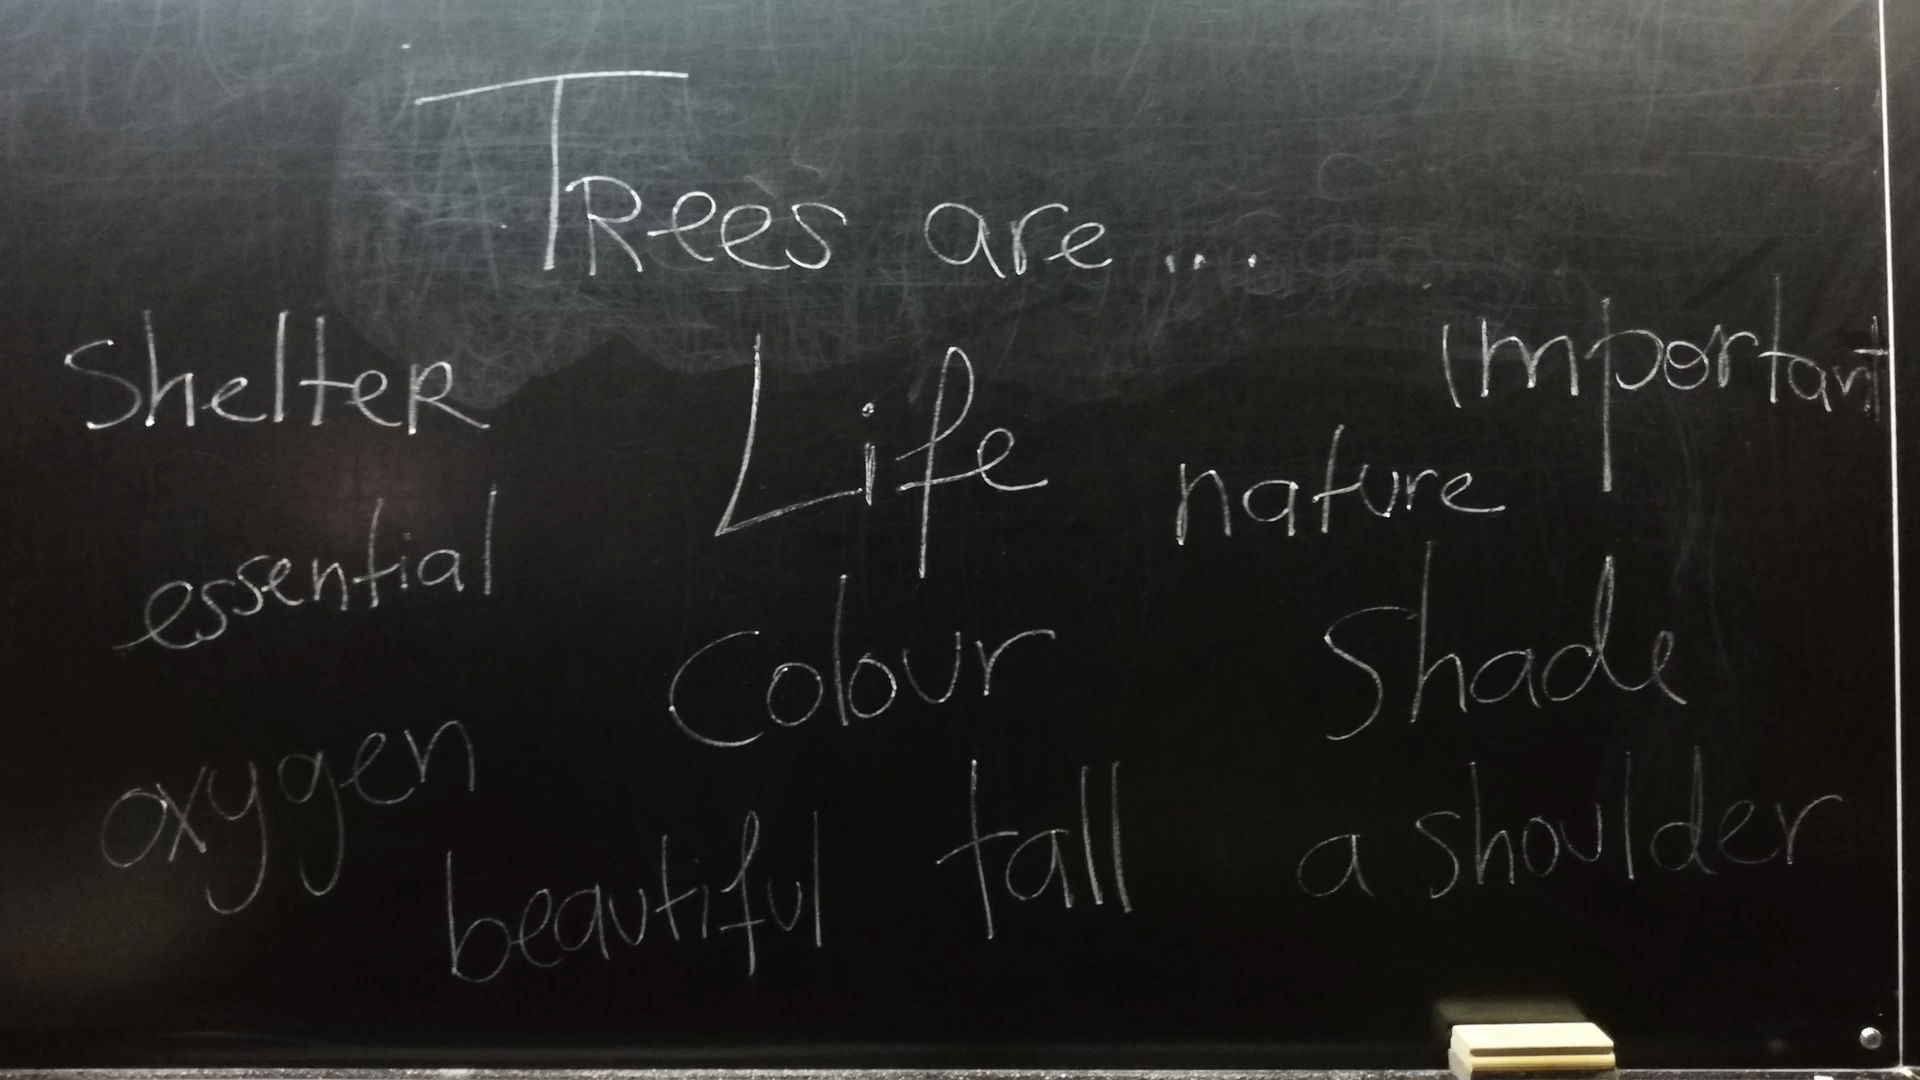 Trees are...
Shelter
Life
Important
nature
essential
Colour
Shade
oxygen
beautiful
tall
a shoulder